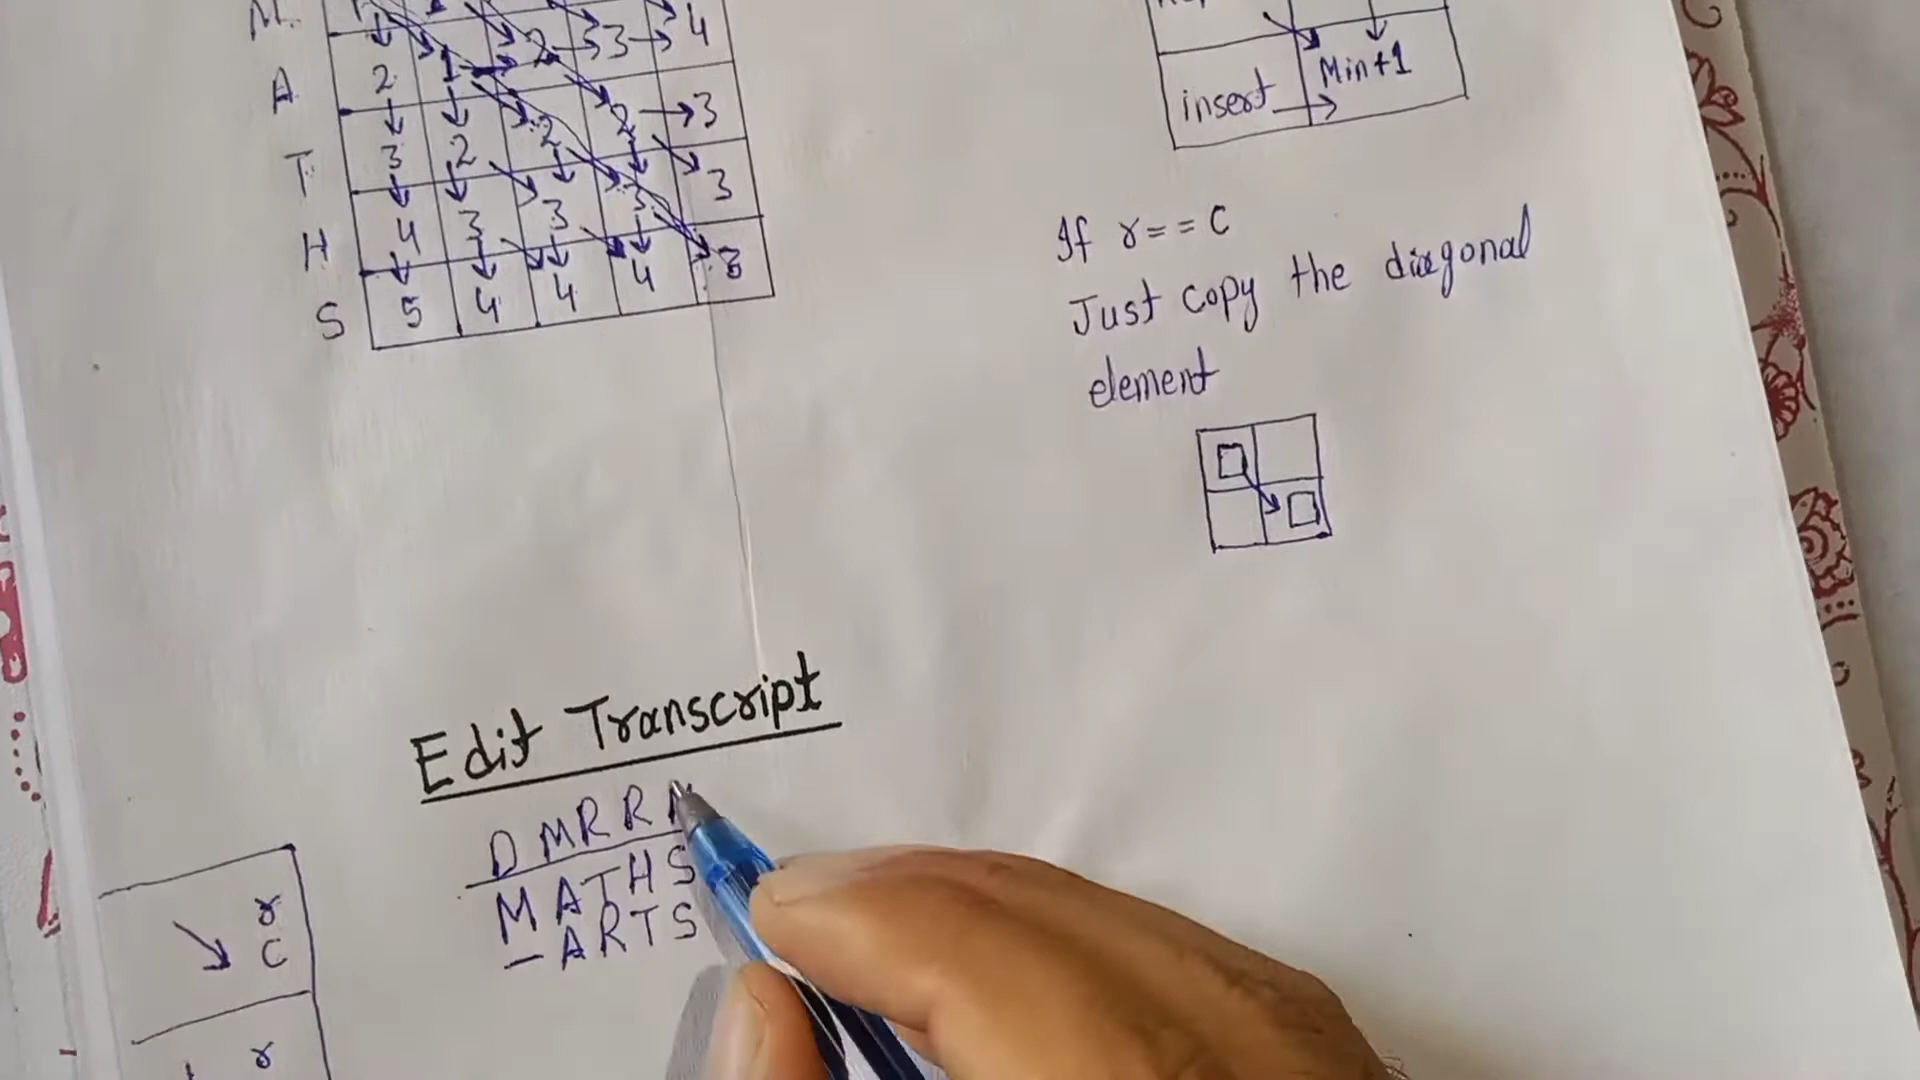 M
4
A 2 1 2 3
T 3 2 2 2 3
H 4 3 3 3 3
S 5 4 4 4 3
Min+1
insert
If r == C
Just copy the diagonal
element
Edit Transcript
D M R R
M A T H S
— A R T S
r
C
r